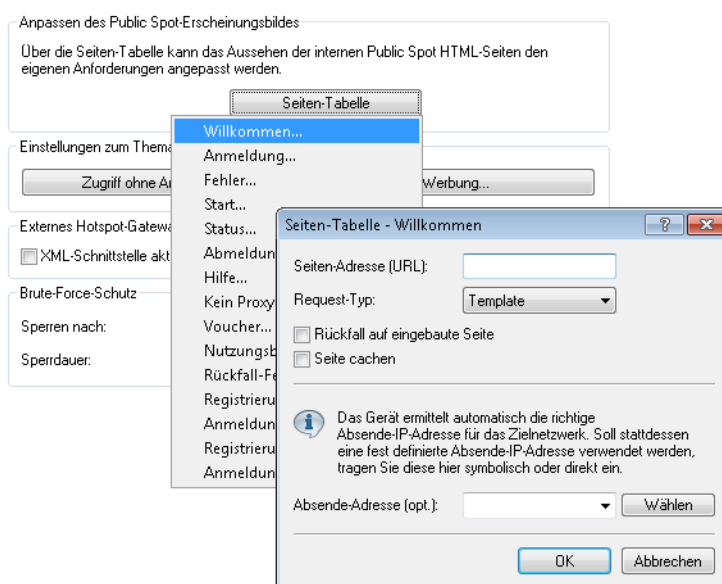 Anpassen des Public Spot-Erscheinungsbildes
Über die Seiten-Tabelle kann das Aussehen der internen Public Spot HTML-Seiten den
eigenen Anforderungen angepasst werden.
Seiten-Tabelle
Willkommen...
Anmeldung...
Fehler...
Start...
Status...
Hilfe...
Kein Proxy
Voucher...
Einstellungen zum
Zugriff ohne
Werbung...
Externes
XML-Schnittstelle
Brute-Force-Schutz
Sperren nach:
Sperrdauer:
Seiten-Tabelle - Willkommen
Seiten-Adresse (URL):
Request-Typ:
Template
Rückfall auf eingebaute Seite
Seite cachen
Das Gerät ermittelt automatisch die richtige
Absende-IP-Adresse für das Zielnetzwerk. Soll stattdessen
eine fest definierte Absende-IP-Adresse verwendet werden,
tragen Sie diese hier symbolisch oder direkt ein.
Absende-Adresse (opt.):
Wählen
OK
Abbrechen